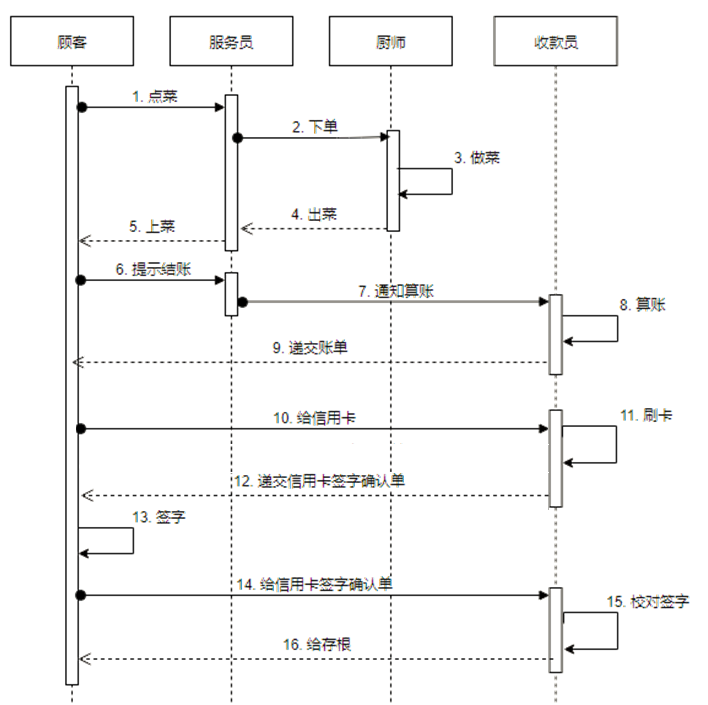 顾客
服务员
厨师
收款员
1. 点菜
2. 下单
3. 做菜
4. 出菜
5. 上菜
6. 提示结账
7. 通知算账
8. 算账
9. 递交账单
10. 给信用卡
11. 刷卡
12. 递交信用卡签字确认单
13. 签字
14. 给信用卡签字确认单
15. 校对签字
16. 给存根